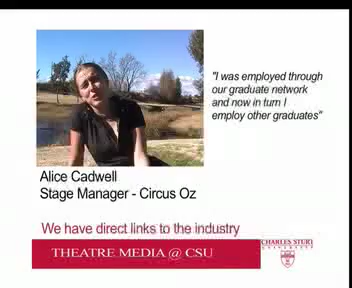 "I was employed through
our graduate network
and now in turn I
employ other graduates"
Alice Cadwell
Stage Manager - Circus Oz
We have direct links to the industry
THEATRE MEDIA @ CSU
CHARLES STURT
UNIVERSITY